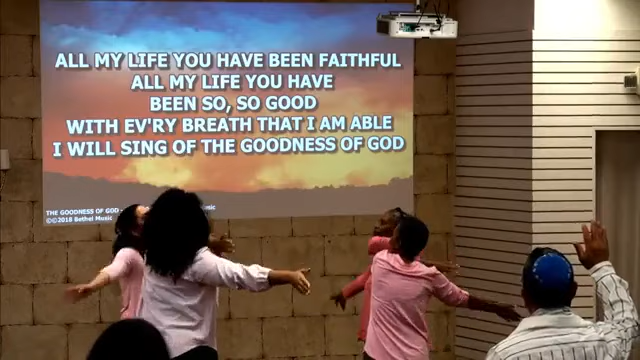 ALL MY LIFE YOU HAVE BEEN FAITHFUL
ALL MY LIFE YOU HAVE
BEEN SO, SO GOOD
WITH EV'RY BREATH THAT I AM ABLE
I WILL SING OF THE GOODNESS OF GOD
THE GOODNESS OF GOD - Music
©©2018 Bethel Music